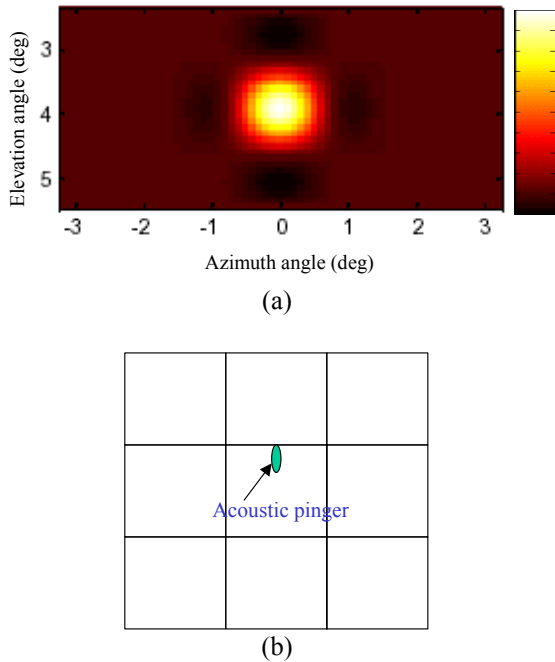 Elevation angle (deg)
3
4
5
-3 -2 -1 0 1 2 3
Azimuth angle (deg)
(a)
Acoustic pinger
(b)